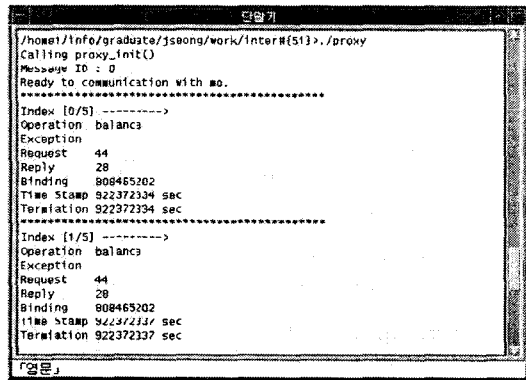 단말기
/home1/info/graduate/jseong/work/inter#{51}>./proxy
Calling proxy_init()
Message ID : 0
Ready to communication with mo.
************************************************
Index [0/5] --------->
Operation balance
Exception
Request 44
Reply 28
Binding 808465202
Time Stamp 922372334 sec
Termiation 922372334 sec
************************************************
Index [1/5] --------->
Operation balance
Exception
Request 44
Reply 28
Binding 808465202
Time Stamp 922372337 sec
Termiation 922372337 sec
「영문」